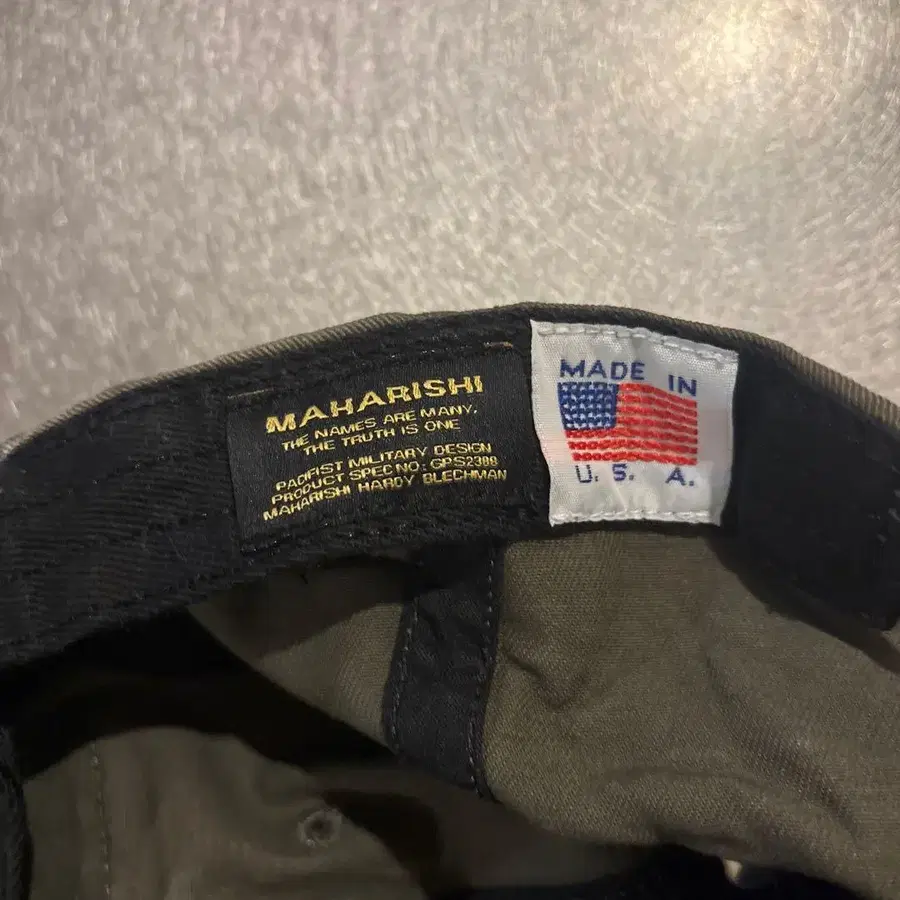 MAHARISHI
THE NAMES ARE MANY,
THE TRUTH IS ONE
PACIFIST MILITARY DESIGN
PRODUCT SPEC NO: GPS2388
MAHARISHI HARDY BLECHMAN
MADE IN
U. S. A.